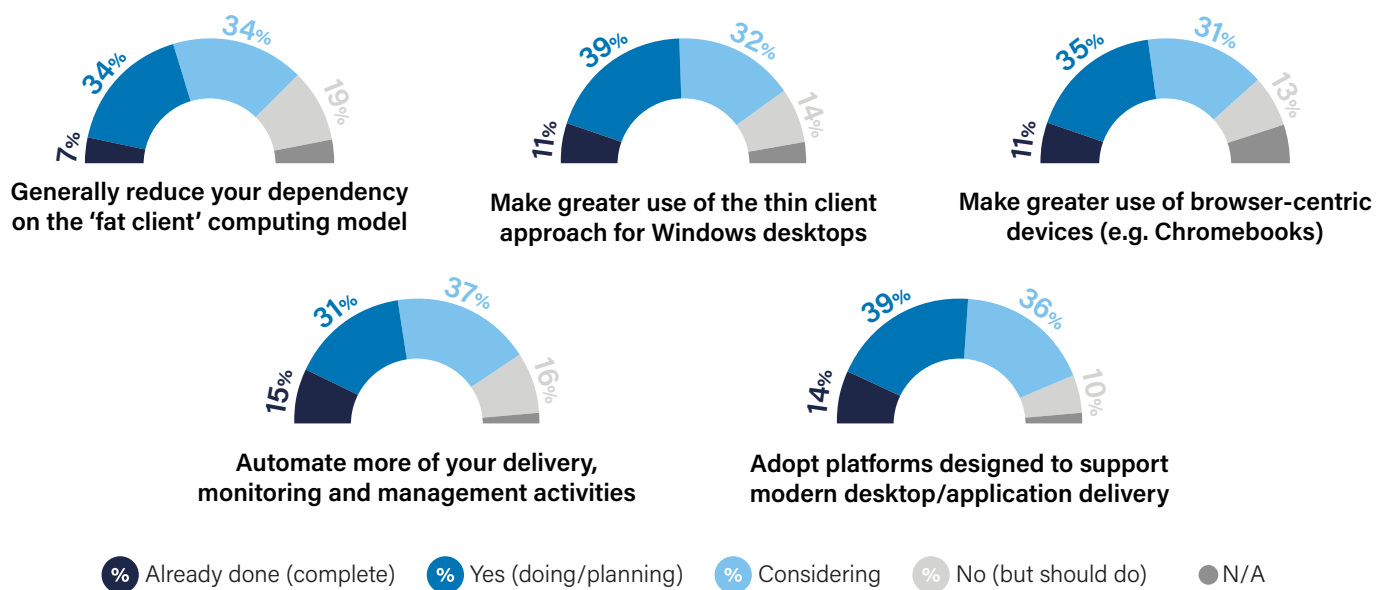 7% 34% 34% 19%
Generally reduce your dependency
on the ‘fat client’ computing model
11% 39% 32% 14%
Make greater use of the thin client
approach for Windows desktops
11% 35% 31% 13%
Make greater use of browser-centric
devices (e.g. Chromebooks)
15% 31% 37% 16%
Automate more of your delivery,
monitoring and management activities
14% 39% 36% 10%
Adopt platforms designed to support
modern desktop/application delivery
% Already done (complete) % Yes (doing/planning) % Considering % No (but should do) N/A